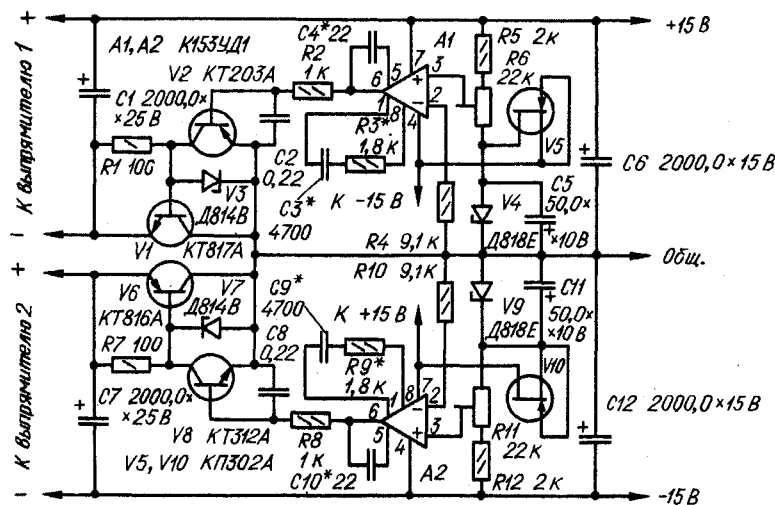 +
+15 В
A1, A2 К153УД1
C4*22
R2
1 к
A1
R5 2 к
R6
22 к
V2 КТ203А
C1 2000,0×
×25 В
R1 100
К выпрямителю 1
5 7 3
6 + 2
1 8 4 –
R3*
1,8 к
V5
C6 2000,0×15 В
C2
0,22
V3
Д814В
C3*
4700
К -15 В
V4
C5
50,0×
×10 В
Д818Е
–
V1
КТ817А
R4 9,1 к
Общ.
+
R10 9,1 к
V6
V7
КТ816А
Д814В
C9*
4700
К +15 В
V9
Д818Е
C11
50,0×
×10 В
К выпрямителю 2
C8
0,22
R7 100
R9*
1,8 к
V10
C7 2000,0×
×25 В
1 8 7 2
6 –
5 4 + 3
C12 2000,0×15 В
V8 КТ312А
R8
1 к
R11
22 к
V5, V10 КП302А
C10*22
A2
R12 2 к
–
-15 В